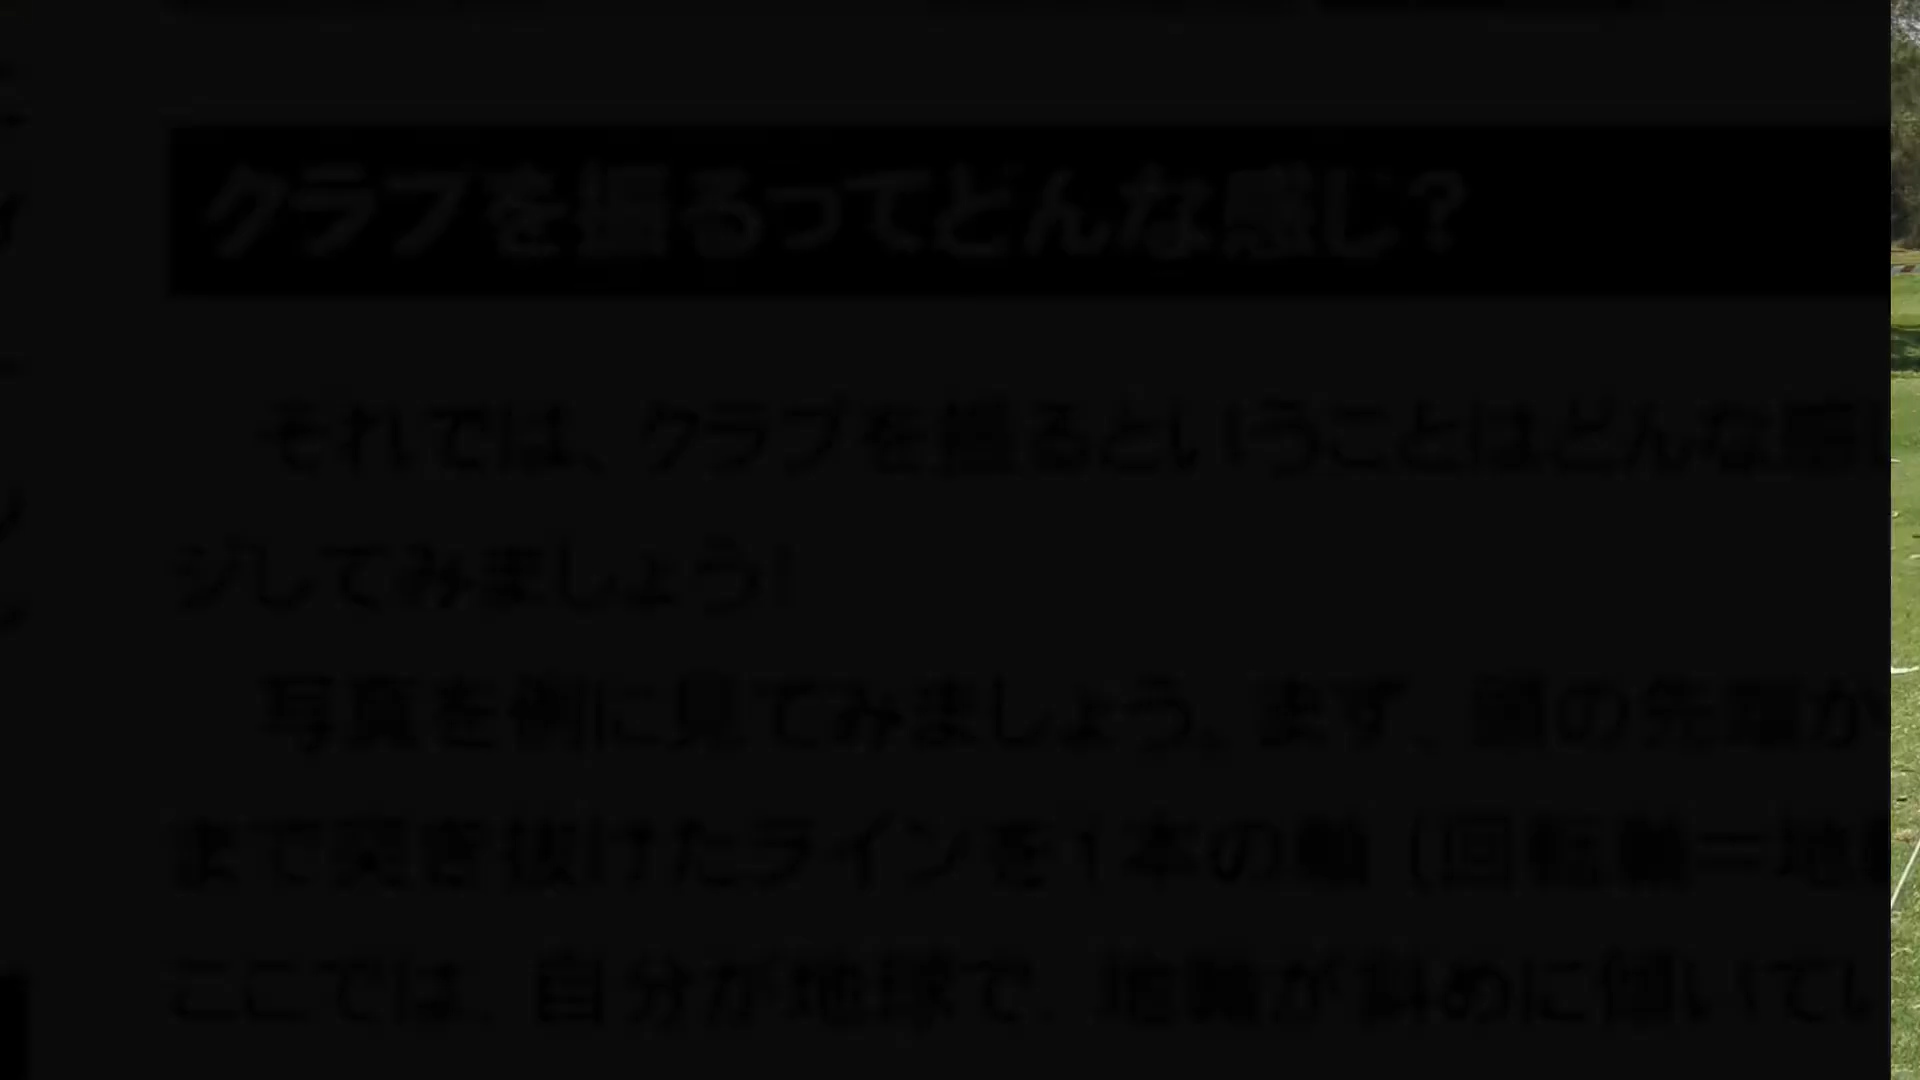 クラブを振るってどんな感じ?
それでは、クラブを振るということはどんな感じ
ジしてみましょう!
写真を例に見てみましょう。まず、頭の先端か
まで突き抜けたラインを1本の軸(回転軸=地
ここでは、自分が地球で、地軸が斜めに傾いてい